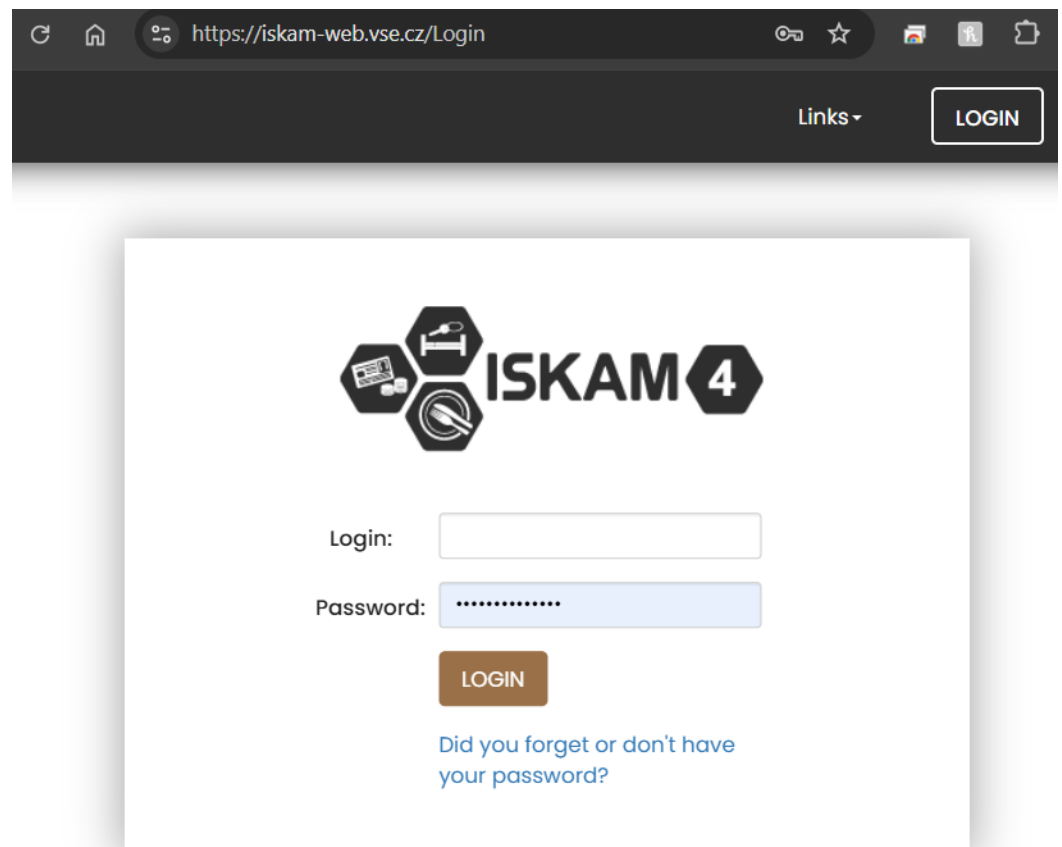 https://iskam-web.vse.cz/Login
Links
LOGIN
ISKAM 4
Login:
Password: ••••••••••••••
LOGIN
Did you forget or don't have
your password?